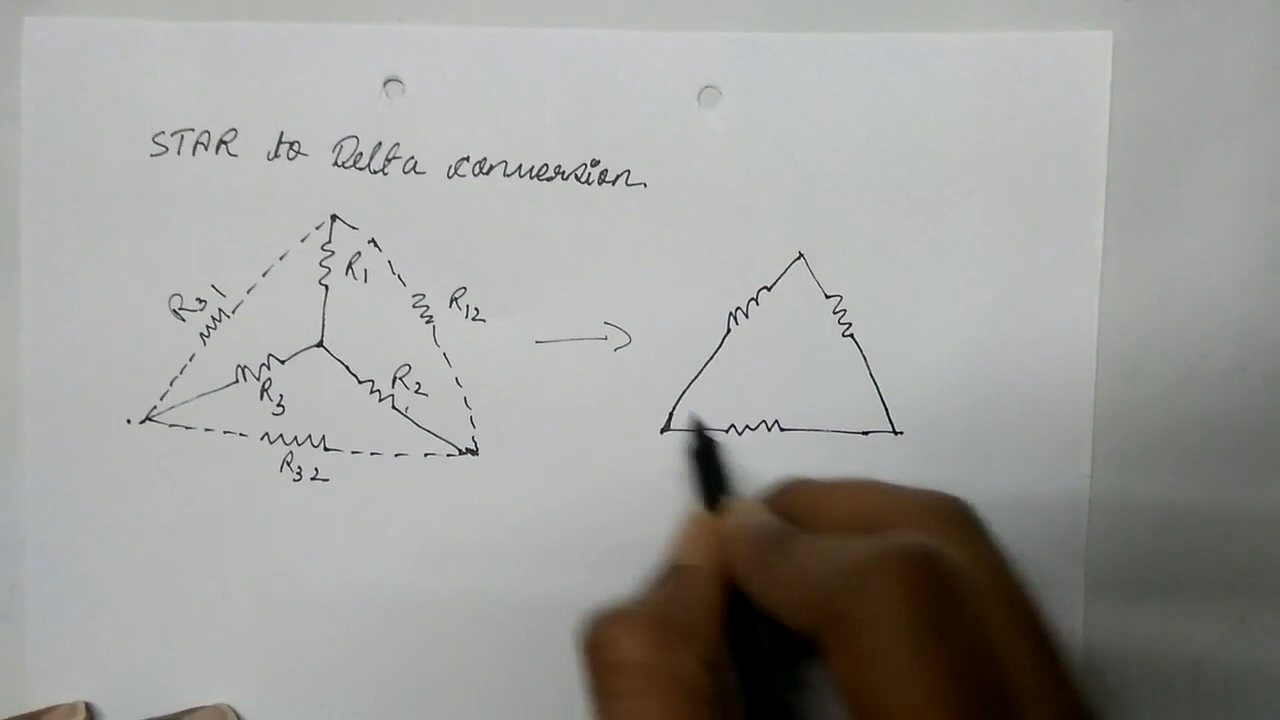 STAR to Delta conversion.
R1
R31
R12
R2
R3
R32